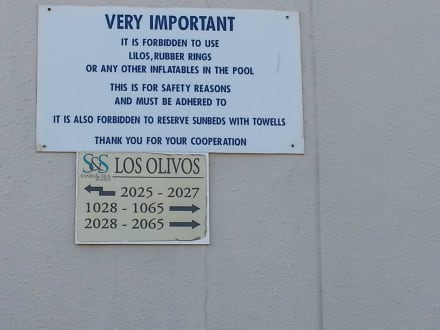 VERY IMPORTANT
IT IS FORBIDDEN TO USE
LILOS,RUBBER RINGS
OR ANY OTHER INFLATABLES IN THE POOL
THIS IS FOR SAFETY REASONS
AND MUST BE ADHERED TO
IT IS ALSO FORBIDDEN TO RESERVE SUNBEDS WITH TOWELLS
THANK YOU FOR YOUR COOPERATION
S&S LOS OLIVOS
SAND & SEA
2025 - 2027
1028 - 1065
2028 - 2065